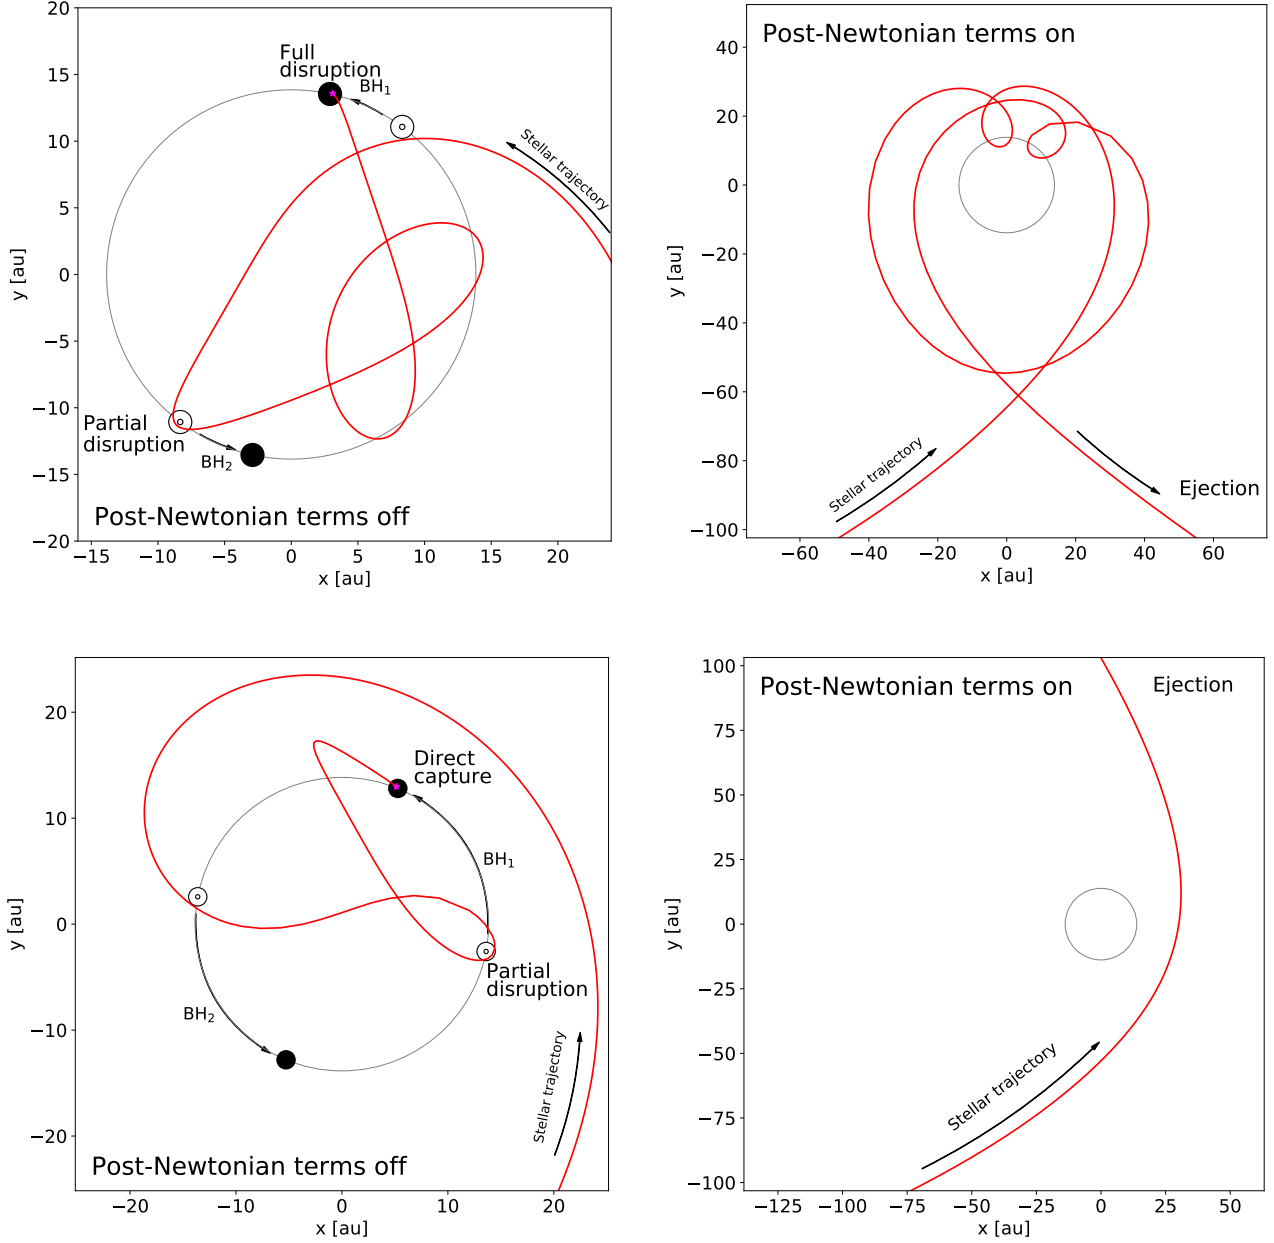 20
15
10
5
0
−5
−10
−15
−20
y [au]
Full
disruption
BH1
Stellar trajectory
Partial
disruption
BH2
Post-Newtonian terms off
−15 −10 −5 0 5 10 15 20
x [au]
Post-Newtonian terms on
40
20
0
−20
−40
−60
−80
−100
y [au]
Stellar trajectory
Ejection
−60 −40 −20 0 20 40 60
x [au]
20
10
0
−10
−20
y [au]
Direct
capture
BH1
Partial
disruption
BH2
Stellar trajectory
Post-Newtonian terms off
−20 −10 0 10 20
x [au]
Post-Newtonian terms on
Ejection
100
75
50
25
0
−25
−50
−75
−100
y [au]
Stellar trajectory
−125 −100 −75 −50 −25 0 25 50
x [au]